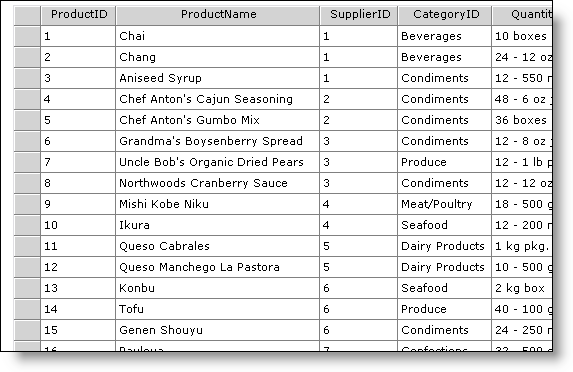 ProductID ProductName SupplierID CategoryID Quantit
1 Chai 1 Beverages 10 boxes
2 Chang 1 Beverages 24 - 12 oz
3 Aniseed Syrup 1 Condiments 12 - 550 m
4 Chef Anton's Cajun Seasoning 2 Condiments 48 - 6 oz j
5 Chef Anton's Gumbo Mix 2 Condiments 36 boxes
6 Grandma's Boysenberry Spread 3 Condiments 12 - 8 oz j
7 Uncle Bob's Organic Dried Pears 3 Produce 12 - 1 lb p
8 Northwoods Cranberry Sauce 3 Condiments 12 - 12 oz
9 Mishi Kobe Niku 4 Meat/Poultry 18 - 500 g
10 Ikura 4 Seafood 12 - 200 m
11 Queso Cabrales 5 Dairy Products 1 kg pkg.
12 Queso Manchego La Pastora 5 Dairy Products 10 - 500 g
13 Konbu 6 Seafood 2 kg box
14 Tofu 6 Produce 40 - 100 g
15 Genen Shouyu 6 Condiments 24 - 250 m
16 Pavlova 7 Confections 32 - 500 g